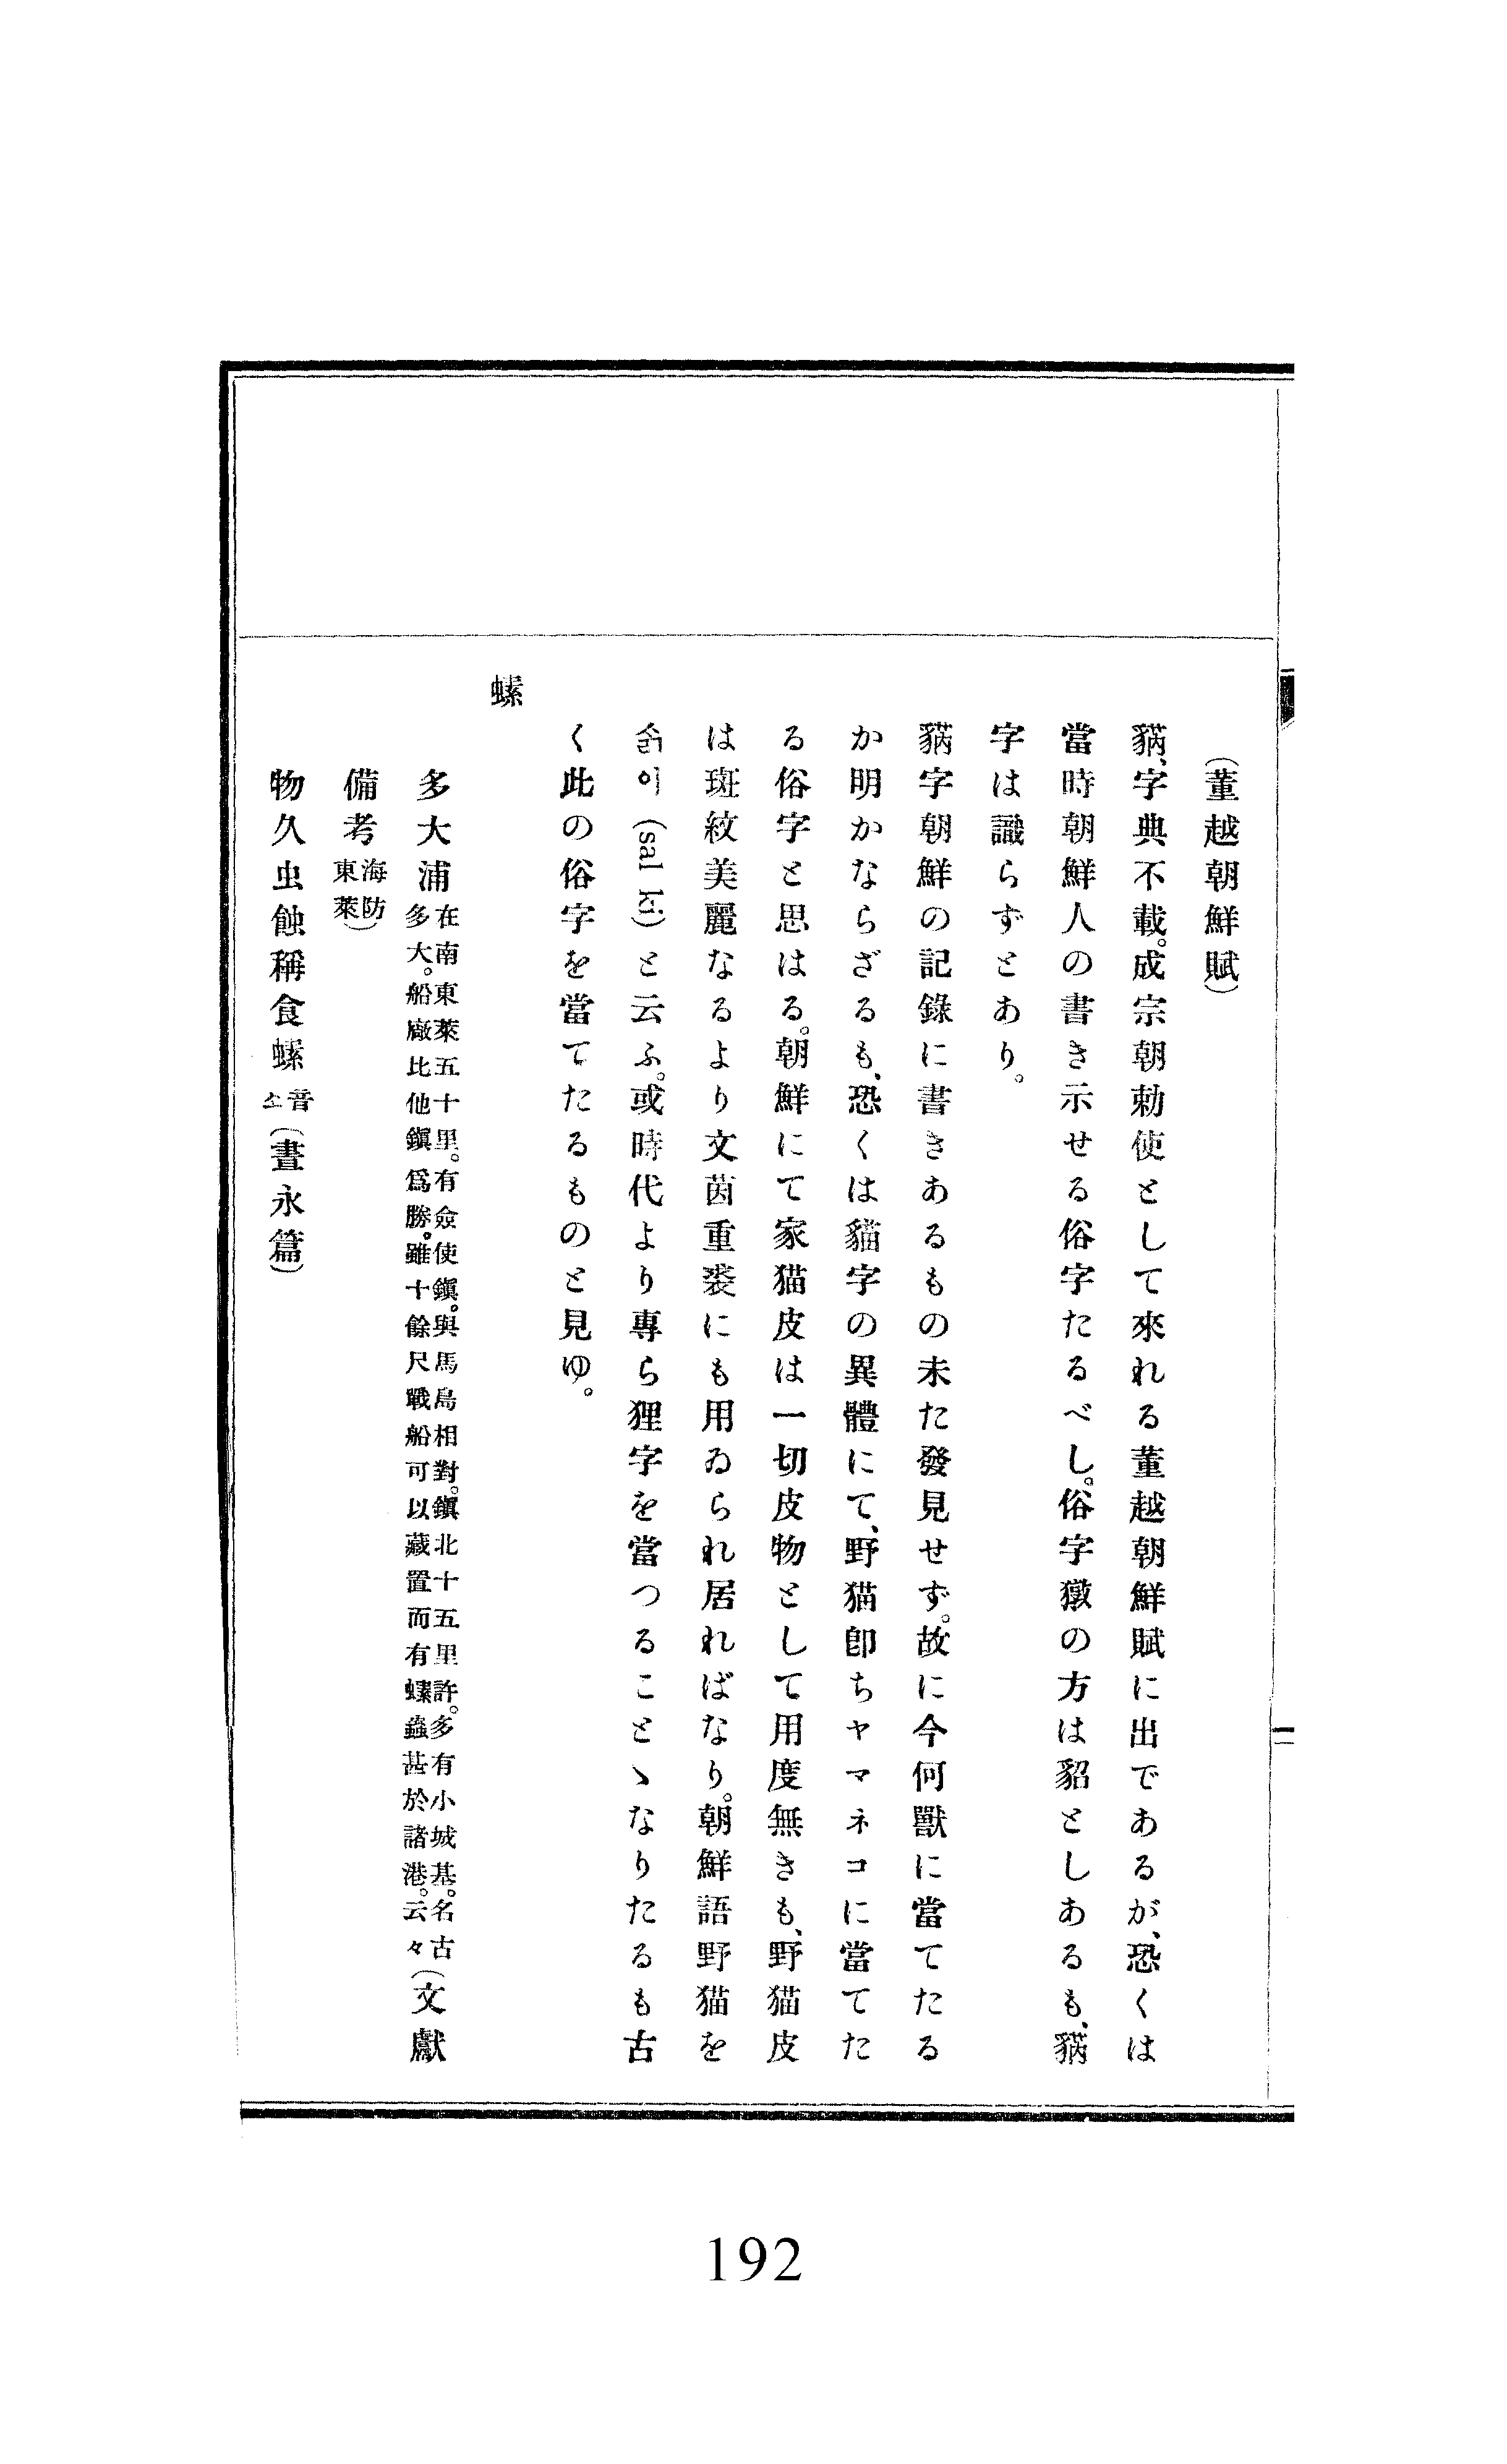 (董越朝鮮賦)
、字典不載。成宗朝勅使として來れる董越朝鮮賦に出であるが、恐くは
當時朝鮮人の書き示せる俗字たるべし。俗字獤の方は貂としあるも、
字は識らずとあり。
字朝鮮の記錄に書きあるもの未た發見せず。故に今何獸に當てたる
か明かならざるも、恐くは貓字の異體にて、野猫卽ちヤマネコに當てた
る俗字と思はる。朝鮮にて家猫皮は一切皮物として用度無きも、野猫皮
は斑紋美麗なるより文茵重裘にも用ゐられ居ればなり。朝鮮語野猫を
(sal ki)と云ふ。或時代より專ら狸字を當つることゝなりたるも古
く此の俗字を當てたるものと見ゆ。
螦
多大浦 在南東萊五十里。有僉使鎭。與馬島相對。鎭北十五里許。多有小城基。名古多大。船廠比他鎭爲勝。雖十餘尺戰船可以藏置而有螦蟲甚於諸港。云々(文獻
備考 海防東萊)
物久虫蝕稱食螦 音소(晝永篇)
192